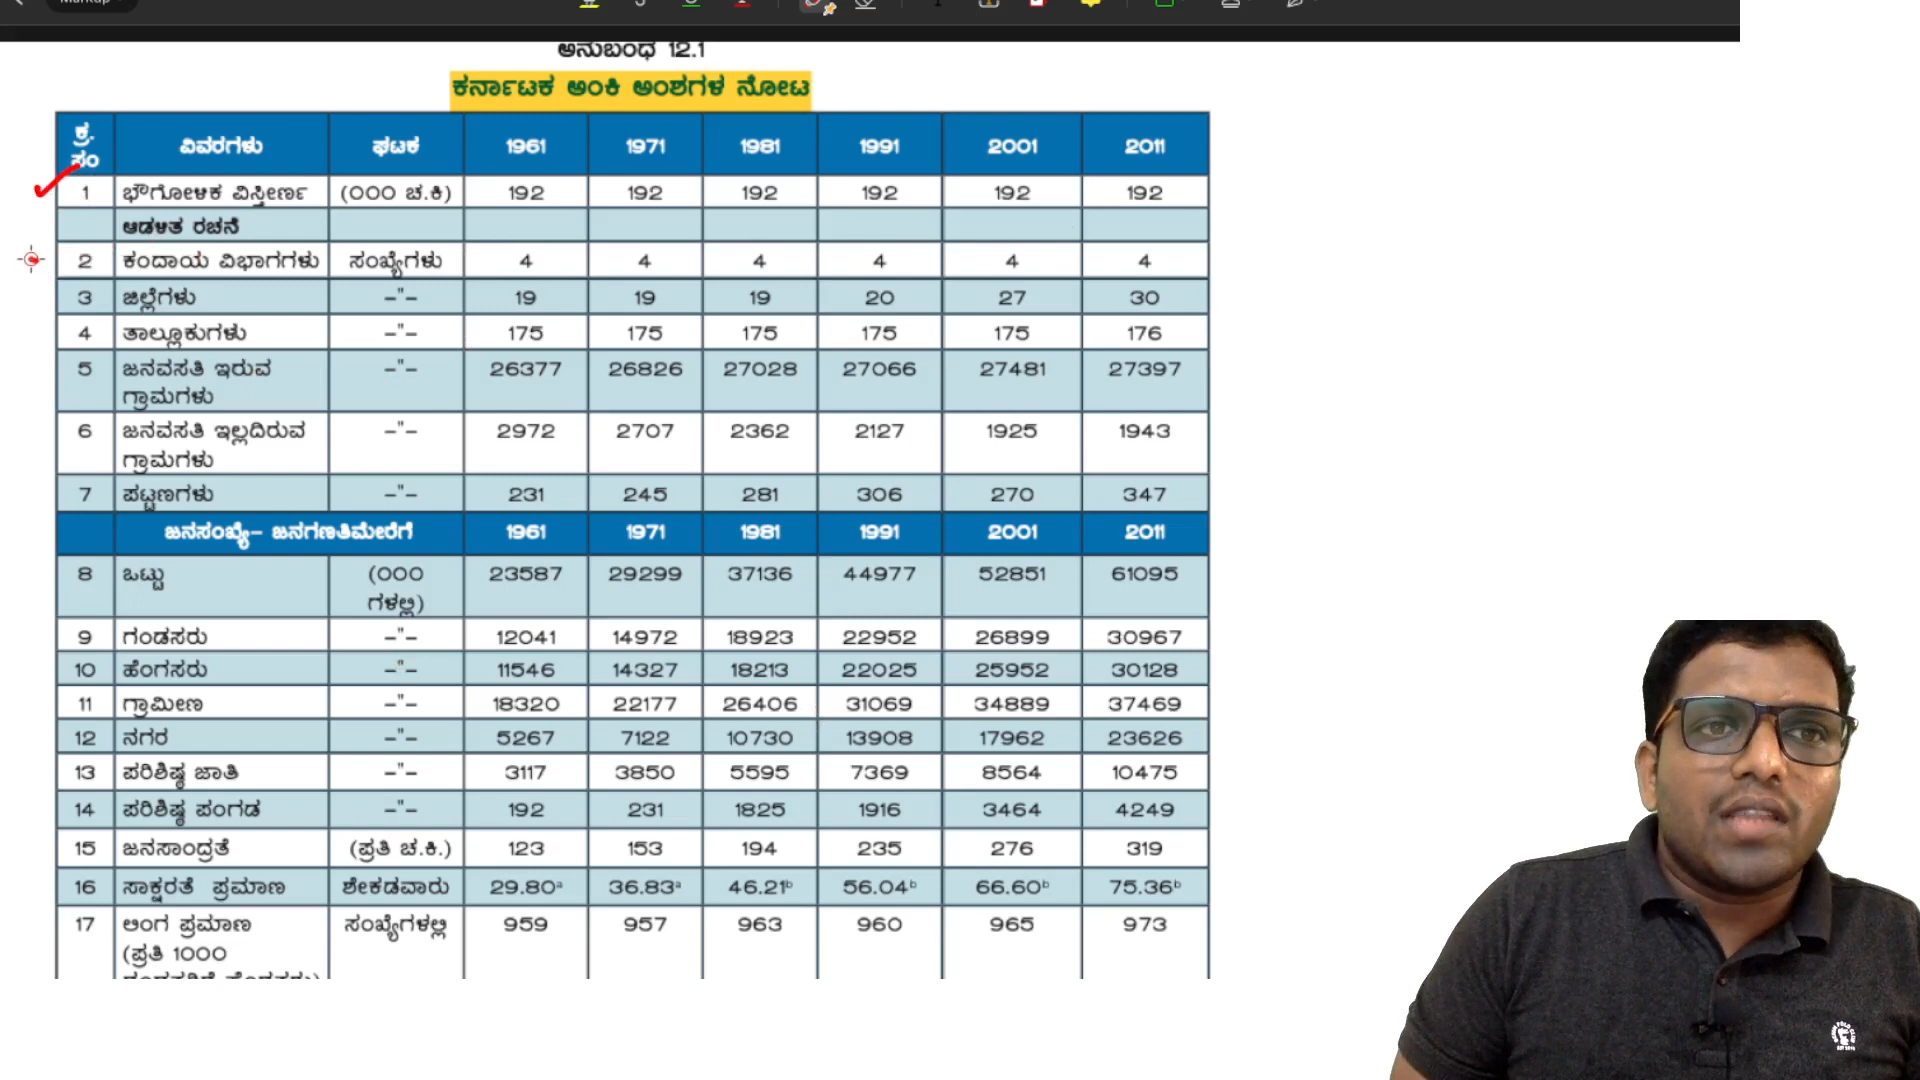 ಅನುಬಂಧ 12.1
ಕರ್ನಾಟಕ ಅಂಕಿ ಅಂಶಗಳ ನೋಟ
ಕ್ರ. ಸಂ ವಿವರಗಳು ಘಟಕ 1961 1971 1981 1991 2001 2011
1 ಭೌಗೋಳಿಕ ವಿಸ್ತೀರ್ಣ (000 ಚ.ಕಿ) 192 192 192 192 192 192
ಆಡಳಿತ ರಚನೆ
2 ಕಂದಾಯ ವಿಭಾಗಗಳು ಸಂಖ್ಯೆಗಳು 4 4 4 4 4 4
3 ಜಿಲ್ಲೆಗಳು –"– 19 19 19 20 27 30
4 ತಾಲ್ಲೂಕುಗಳು –"– 175 175 175 175 175 176
5 ಜನವಸತಿ ಇರುವ –"– 26377 26826 27028 27066 27481 27397
ಗ್ರಾಮಗಳು
6 ಜನವಸತಿ ಇಲ್ಲದಿರುವ –"– 2972 2707 2362 2127 1925 1943
ಗ್ರಾಮಗಳು
7 ಪಟ್ಟಣಗಳು –"– 231 245 281 306 270 347
ಜನಸಂಖ್ಯೆ– ಜನಗಣತಿಮೇರೆಗೆ 1961 1971 1981 1991 2001 2011
8 ಒಟ್ಟು (000 23587 29299 37136 44977 52851 61095
ಗಳಲ್ಲಿ)
9 ಗಂಡಸರು –"– 12041 14972 18923 22952 26899 30967
10 ಹೆಂಗಸರು –"– 11546 14327 18213 22025 25952 30128
11 ಗ್ರಾಮೀಣ –"– 18320 22177 26406 31069 34889 37469
12 ನಗರ –"– 5267 7122 10730 13908 17962 23626
13 ಪರಿಶಿಷ್ಠ ಜಾತಿ –"– 3117 3850 5595 7369 8564 10475
14 ಪರಿಶಿಷ್ಠ ಪಂಗಡ –"– 192 231 1825 1916 3464 4249
15 ಜನಸಾಂದ್ರತೆ (ಪ್ರತಿ ಚ.ಕಿ.) 123 153 194 235 276 319
16 ಸಾಕ್ಷರತೆ ಪ್ರಮಾಣ ಶೇಕಡವಾರು 29.80ᵃ 36.83ᵃ 46.21ᵇ 56.04ᵇ 66.60ᵇ 75.36ᵇ
17 ಲಿಂಗ ಪ್ರಮಾಣ ಸಂಖ್ಯೆಗಳಲ್ಲಿ 959 957 963 960 965 973
(ಪ್ರತಿ 1000